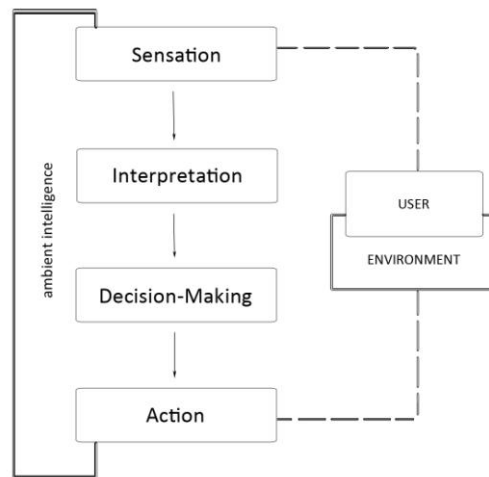 Sensation
Interpretation
ambient intelligence
USER
ENVIRONMENT
Decision-Making
Action